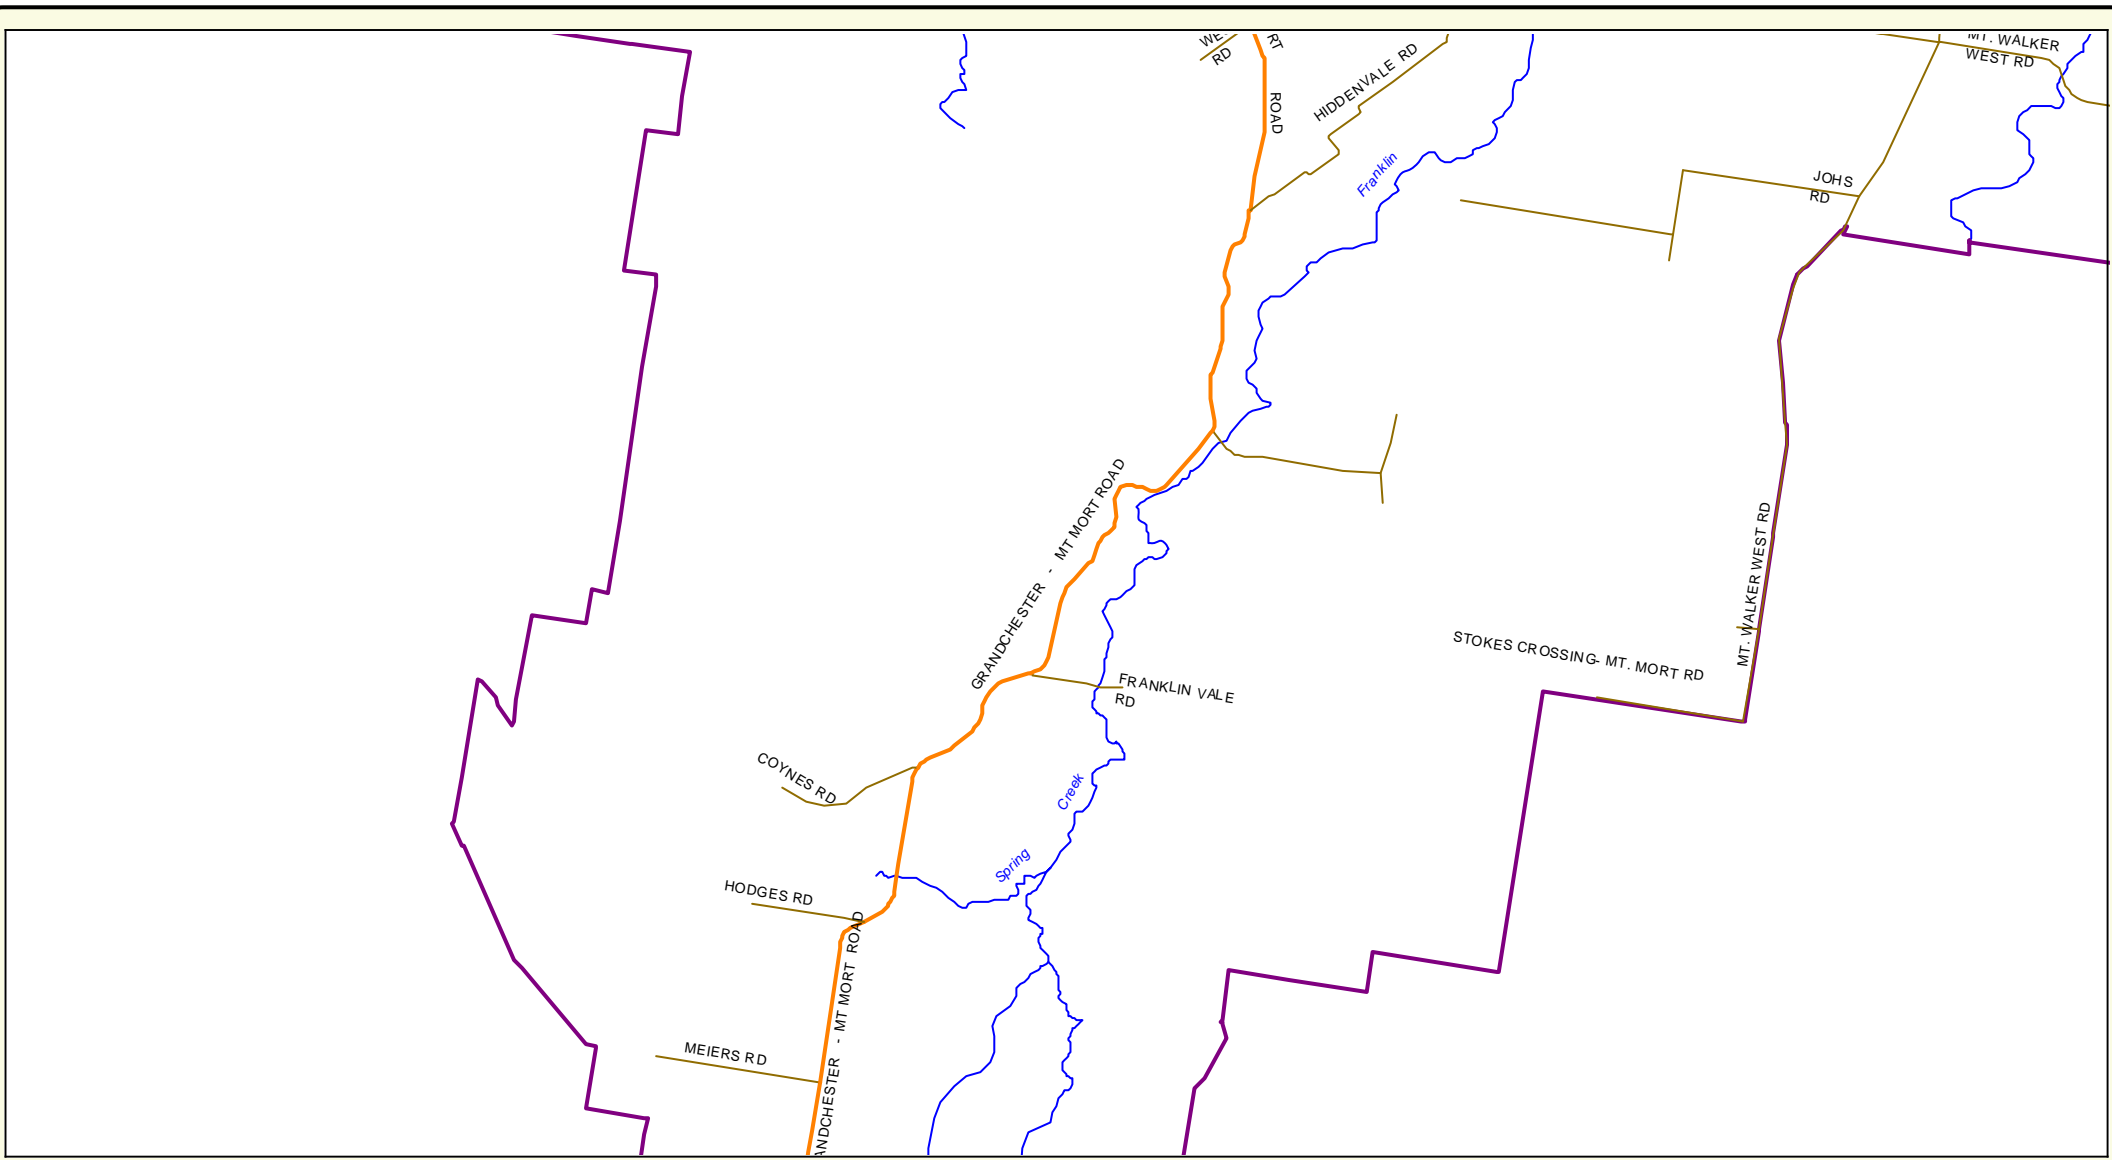 RT
RD
ROAD
HIDDENVALE RD
MT. WALKER
WEST RD
Franklin
JOHS
RD
GRANDCHESTER - MT MORT ROAD
MT. WALKER WEST RD
STOKES CROSSING- MT. MORT RD
FRANKLIN VALE
RD
COYNES RD
Creek
Spring
HODGES RD
ANDCHESTER - MT MORT ROAD
MEIERS RD